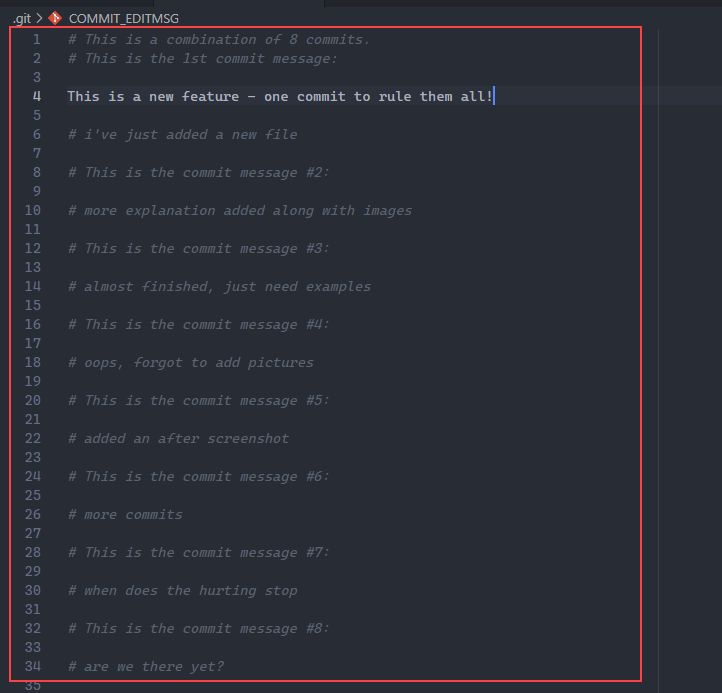 .git > COMMIT_EDITMSG
1 # This is a combination of 8 commits.
2 # This is the 1st commit message:
3
4 This is a new feature - one commit to rule them all!
5
6 # i've just added a new file
7
8 # This is the commit message #2:
9
10 # more explanation added along with images
11
12 # This is the commit message #3:
13
14 # almost finished, just need examples
15
16 # This is the commit message #4:
17
18 # oops, forgot to add pictures
19
20 # This is the commit message #5:
21
22 # added an after screenshot
23
24 # This is the commit message #6:
25
26 # more commits
27
28 # This is the commit message #7:
29
30 # when does the hurting stop
31
32 # This is the commit message #8:
33
34 # are we there yet?
35